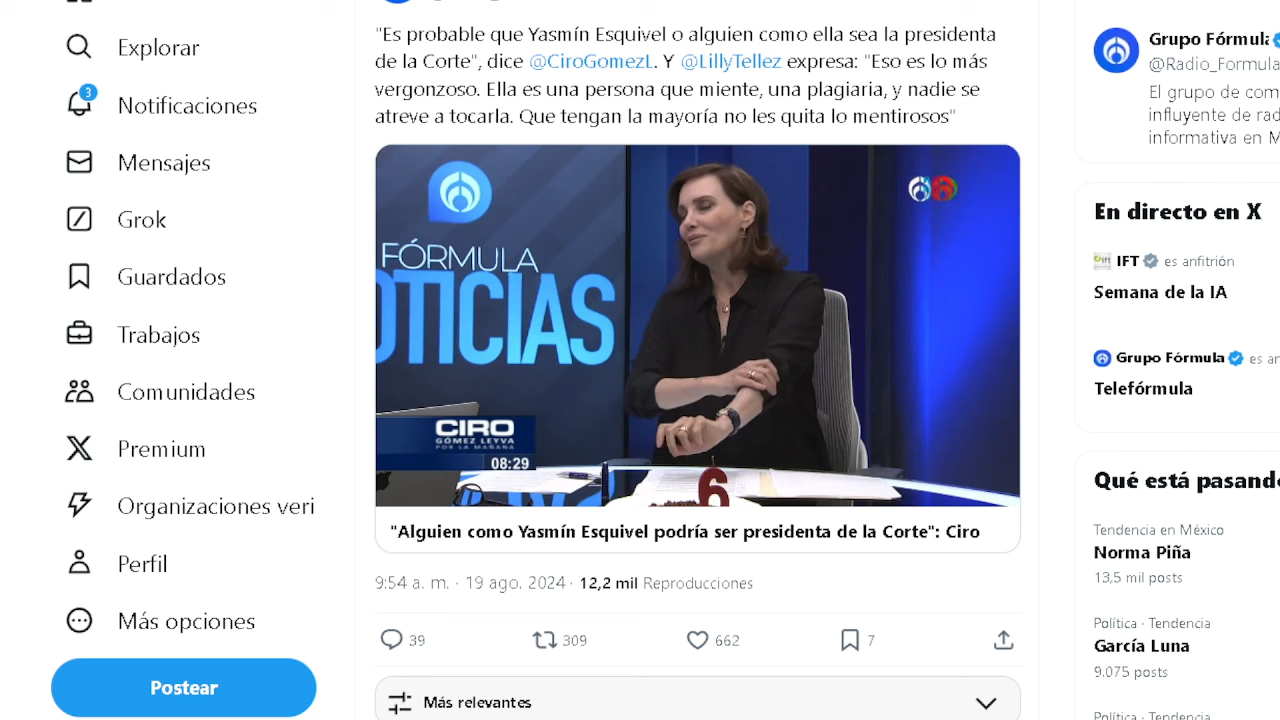 Explorar
3
Notificaciones
Mensajes
Grok
Guardados
Trabajos
Comunidades
Premium
Organizaciones veri
Perfil
Más opciones
Postear
"Es probable que Yasmín Esquivel o alguien como ella sea la presidenta
de la Corte", dice @CiroGomezL. Y @LillyTellez expresa: "Eso es lo más
vergonzoso. Ella es una persona que miente, una plagiaria, y nadie se
atreve a tocarla. Que tengan la mayoría no les quita lo mentirosos"
FÓRMULA
OTICIAS
CIRO
GÓMEZ LEYVA
POR LA MAÑANA
08:29
6
"Alguien como Yasmín Esquivel podría ser presidenta de la Corte": Ciro
9:54 a. m. · 19 ago. 2024 · 12,2 mil Reproducciones
39
309
662
7
Más relevantes
Grupo Fórmula
@Radio_Formula
El grupo de com
influyente de rad
informativa en M
En directo en X
IFT es anfitrión
Semana de la IA
Grupo Fórmula es an
Telefórmula
Qué está pasand
Tendencia en México
Norma Piña
13,5 mil posts
Política · Tendencia
García Luna
9.075 posts
Política · Tendencia